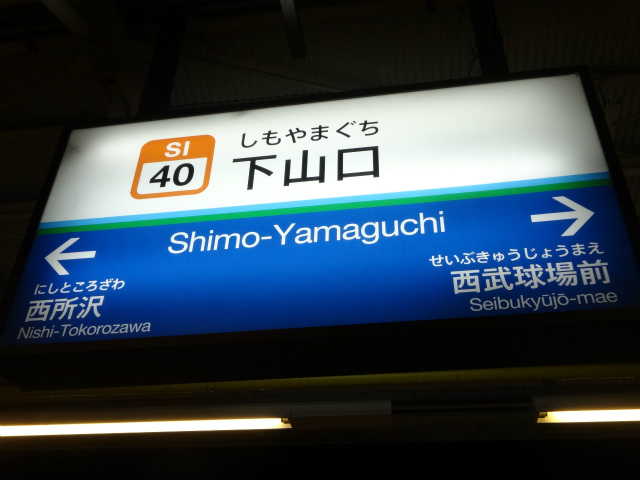 SI
40
しもやまぐち
下山口
Shimo-Yamaguchi
←
にしところざわ
西所沢
Nishi-Tokorozawa
→
せいぶきゅうじょうまえ
西武球場前
Seibukyūjō-mae